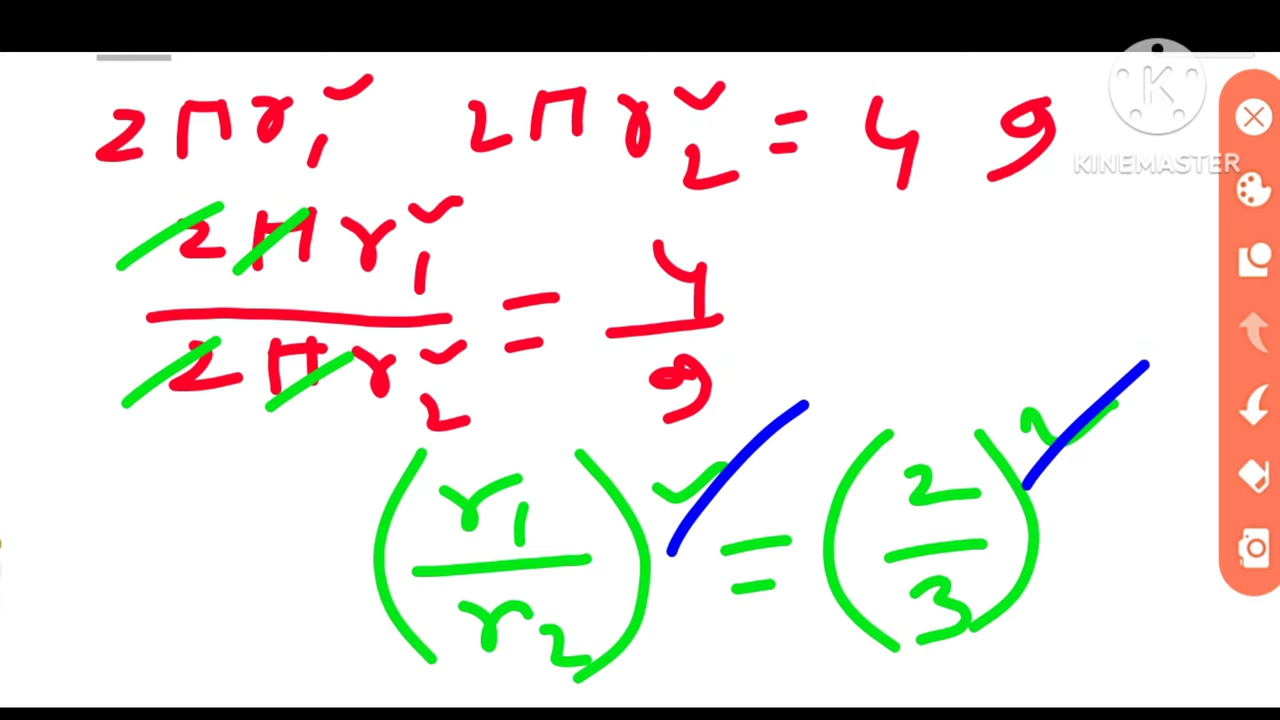 2πr₁² 2πr₂² = 4 9
K
KINEMASTER
2πr₁² / 2πr₂² = 4 / 9
(r₁ / r₂)² = (2 / 3)²